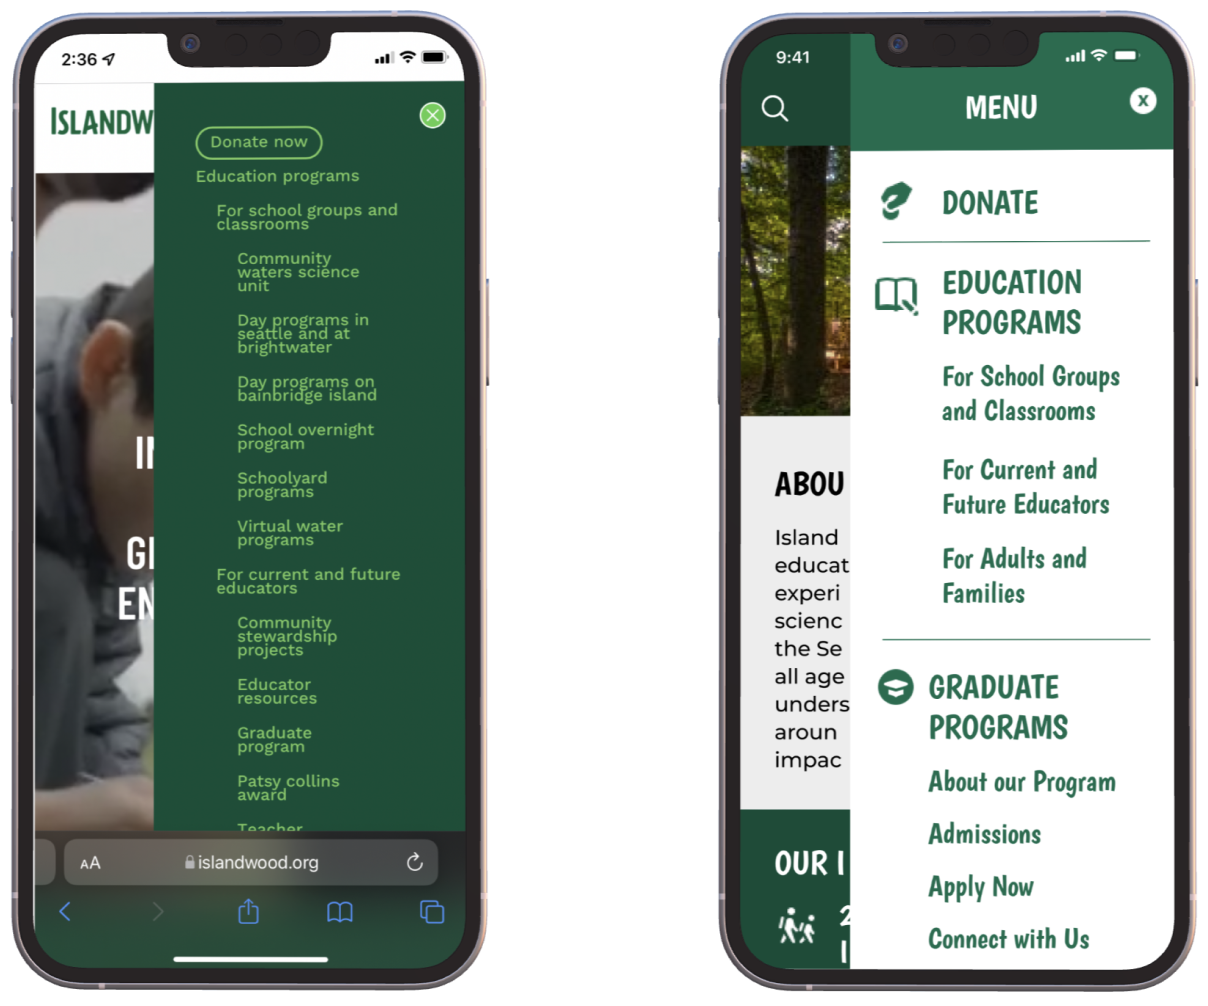 2:36
ISLANDW
Donate now
Education programs
For school groups and
classrooms
Community
waters science
unit
Day programs in
seattle and at
brightwater
Day programs on
bainbridge island
School overnight
program
Schoolyard
programs
Virtual water
programs
For current and future
educators
Community
stewardship
projects
Educator
resources
Graduate
program
Patsy collins
award
Teacher
IN
GI
EN
AA
islandwood.org
9:41
MENU
X
DONATE
EDUCATION
PROGRAMS
For School Groups
and Classrooms
For Current and
Future Educators
For Adults and
Families
GRADUATE
PROGRAMS
About our Program
Admissions
Apply Now
Connect with Us
ABOU
Island
educat
experi
scienc
the Se
all age
unders
aroun
impac
OUR I
2